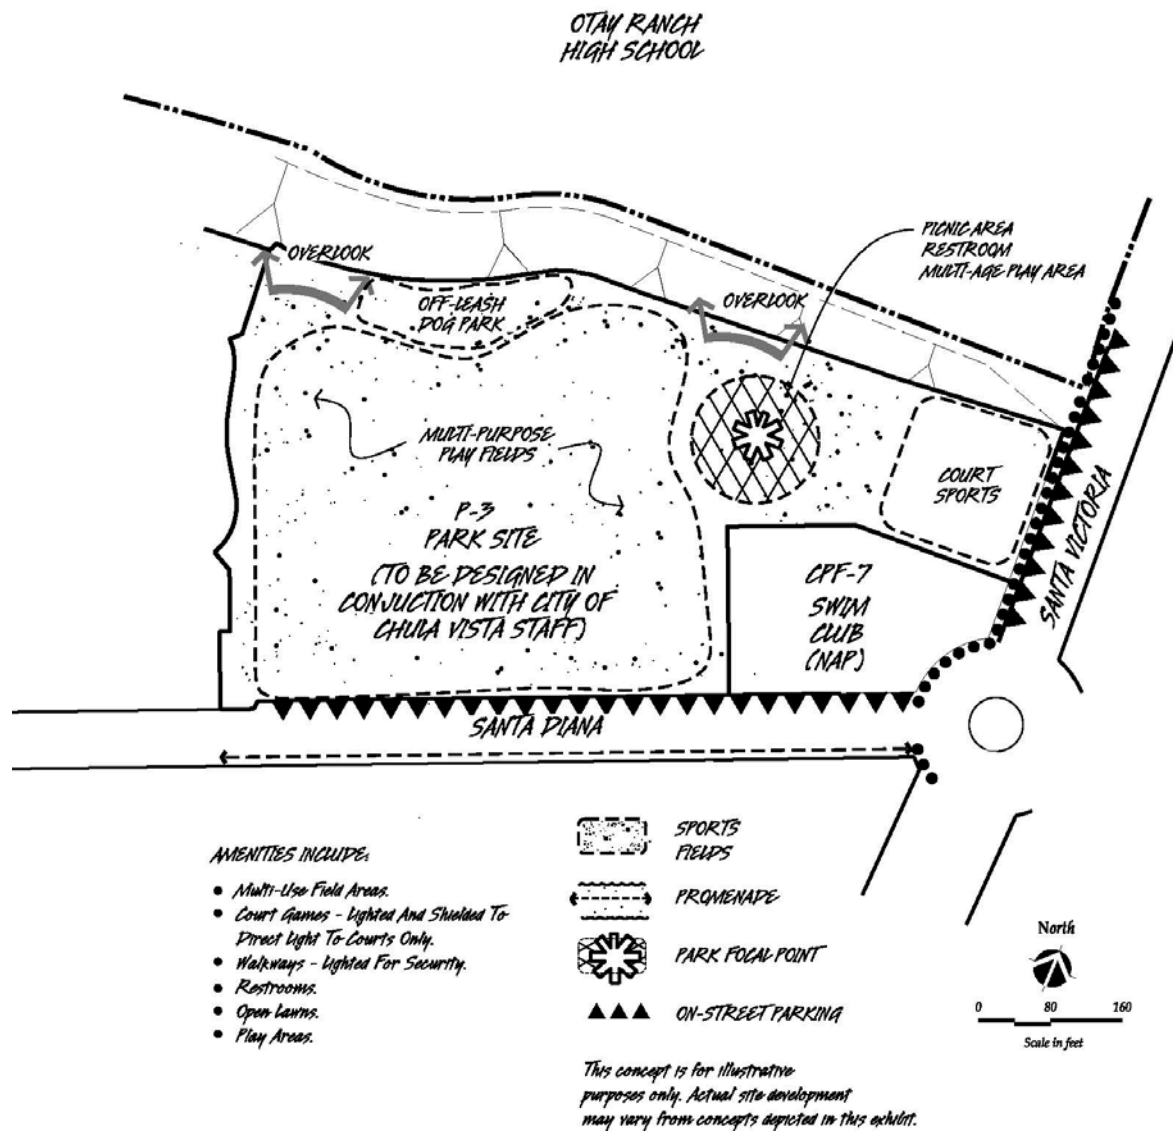 OTAY RANCH
HIGH SCHOOL
PICNIC AREA
RESTROOM
MULTI-AGE PLAY AREA
OVERLOOK
OFF-LEASH
DOG PARK
OVERLOOK
MULTI-PURPOSE
PLAY FIELDS
COURT
SPORTS
P-3
PARK SITE
(TO BE DESIGNED IN
CONJUCTION WITH CITY OF
CHULA VISTA STAFF)
CPF-7
SWIM
CLUB
(NAP)
SANTA VICTORIA
SANTA DIANA
AMENITIES INCLUDE:
• Multi-Use Field Areas.
• Court Games - Lighted And Shielded To
Direct Light To Courts Only.
• Walkways - Lighted For Security.
• Restrooms.
• Open Lawns.
• Play Areas.
SPORTS
FIELDS
PROMENADE
PARK FOCAL POINT
ON-STREET PARKING
North
0 80 160
Scale in feet
This concept is for illustrative
purposes only. Actual site development
may vary from concepts depicted in this exhibit.